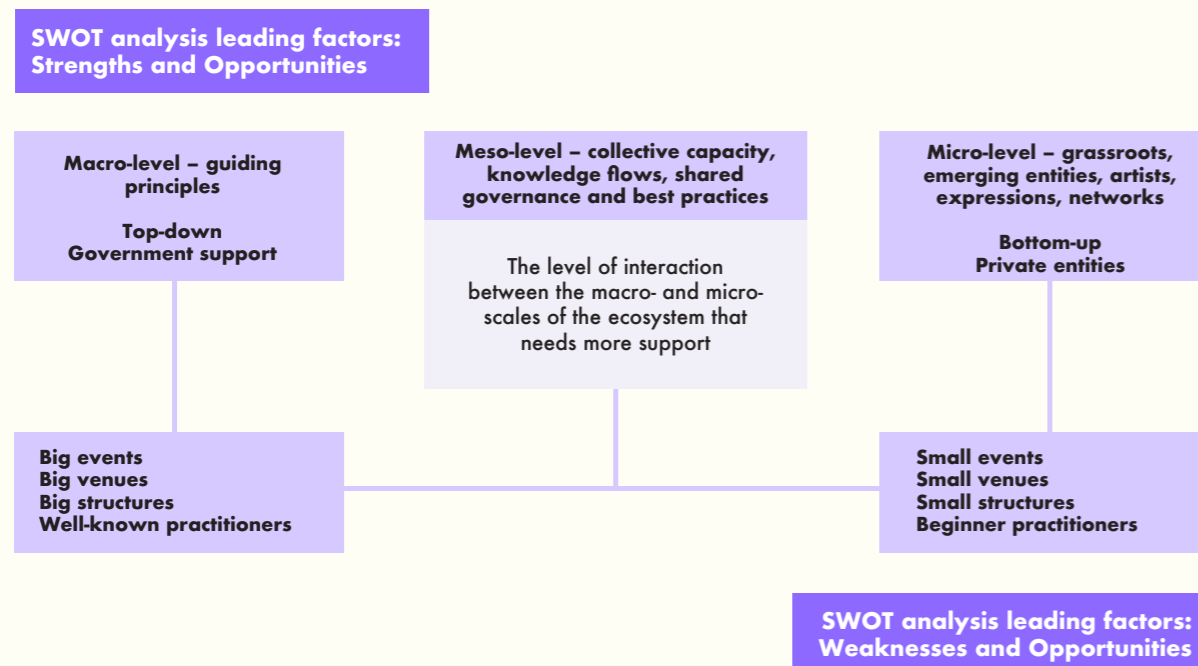 SWOT analysis leading factors:
Strengths and Opportunities
Macro-level – guiding
principles
Top-down
Government support
Meso-level – collective capacity,
knowledge flows, shared
governance and best practices
The level of interaction
between the macro- and micro-
scales of the ecosystem that
needs more support
Micro-level – grassroots,
emerging entities, artists,
expressions, networks
Bottom-up
Private entities
Big events
Big venues
Big structures
Well-known practitioners
Small events
Small venues
Small structures
Beginner practitioners
SWOT analysis leading factors:
Weaknesses and Opportunities